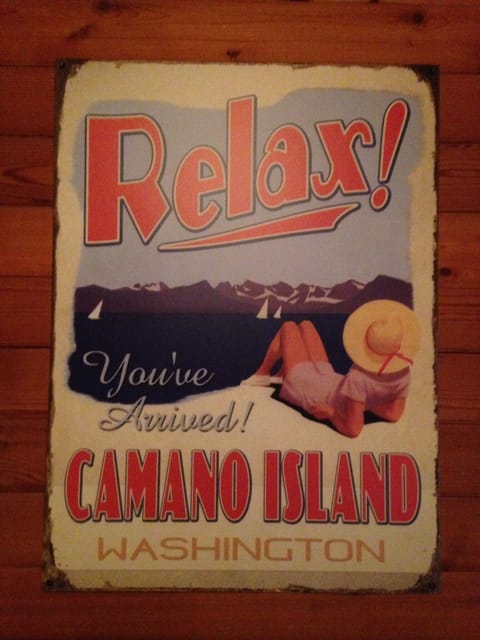 Relax!
You've
Arrived!
CAMANO ISLAND
WASHINGTON